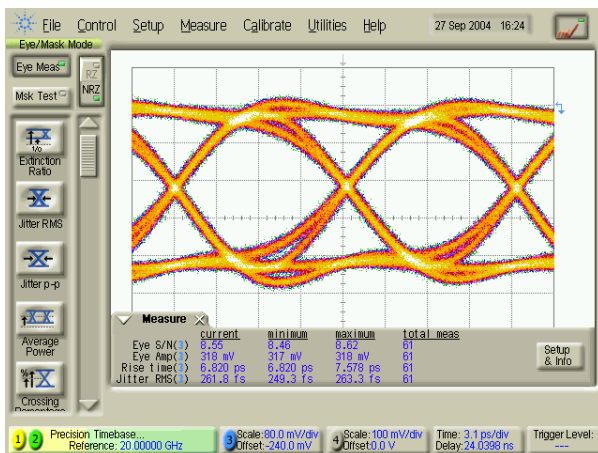 File Control Setup Measure Calibrate Utilities Help 27 Sep 2004 16:24
Eye/Mask Mode
Eye Meas
RZ
Msk Test
NRZ
Extinction
Ratio
Jitter RMS
Jitter p-p
Average
Power
Crossing
Measure
current minimum maximum total meas
Eye S/N(3) 8.55 8.46 8.62 61
Eye Amp(3) 318 mV 317 mV 318 mV 61
Rise time(3) 6.820 ps 6.820 ps 7.578 ps 61
Jitter RMS(3) 261.8 fs 249.3 fs 263.3 fs 61
Setup
& Info
1 2 Precision Timebase...
Reference: 20.00000 GHz
3 Scale:80.0 mV/div
Offset:-240.0 mV
4 Scale:100 mV/div
Offset:0.0 V
Time: 3.1 ps/div
Delay:24.0398 ns
Trigger Level:
---